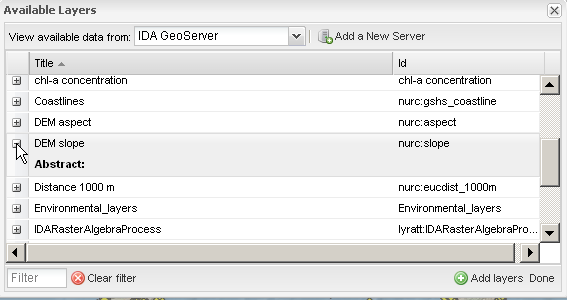 Available Layers
View available data from: IDA GeoServer Add a New Server
Title Id
chl-a concentration chl-a concentration
Coastlines nurc:gshs_coastline
DEM aspect nurc:aspect
DEM slope nurc:slope
Abstract:
Distance 1000 m nurc:eucdist_1000m
Environmental_layers Environmental_layers
IDARasterAlgebraProcess lyratt:IDARasterAlgebraPro...
Filter Clear filter Add layers Done